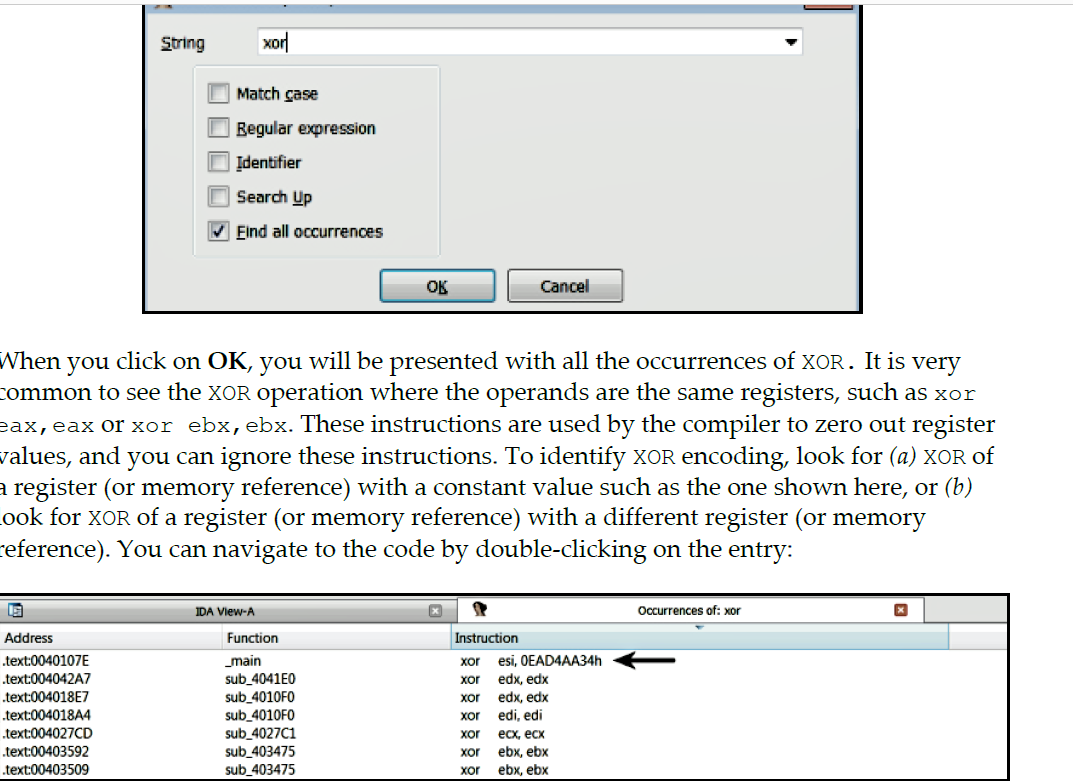 String xor
Match case
Regular expression
Identifier
Search Up
Find all occurrences
OK Cancel
When you click on OK, you will be presented with all the occurrences of XOR. It is very
common to see the XOR operation where the operands are the same registers, such as xor
eax, eax or xor ebx, ebx. These instructions are used by the compiler to zero out register
values, and you can ignore these instructions. To identify XOR encoding, look for (a) XOR of
a register (or memory reference) with a constant value such as the one shown here, or (b)
look for XOR of a register (or memory reference) with a different register (or memory
reference). You can navigate to the code by double-clicking on the entry:
IDA View-A Occurrences of: xor
Address Function Instruction
.text:0040107E _main xor esi, 0EAD4AA34h
.text:004042A7 sub_4041E0 xor edx, edx
.text:004018E7 sub_4010F0 xor edx, edx
.text:004018A4 sub_4010F0 xor edi, edi
.text:004027CD sub_4027C1 xor ecx, ecx
.text:00403592 sub_403475 xor ebx, ebx
.text:00403509 sub_403475 xor ebx, ebx